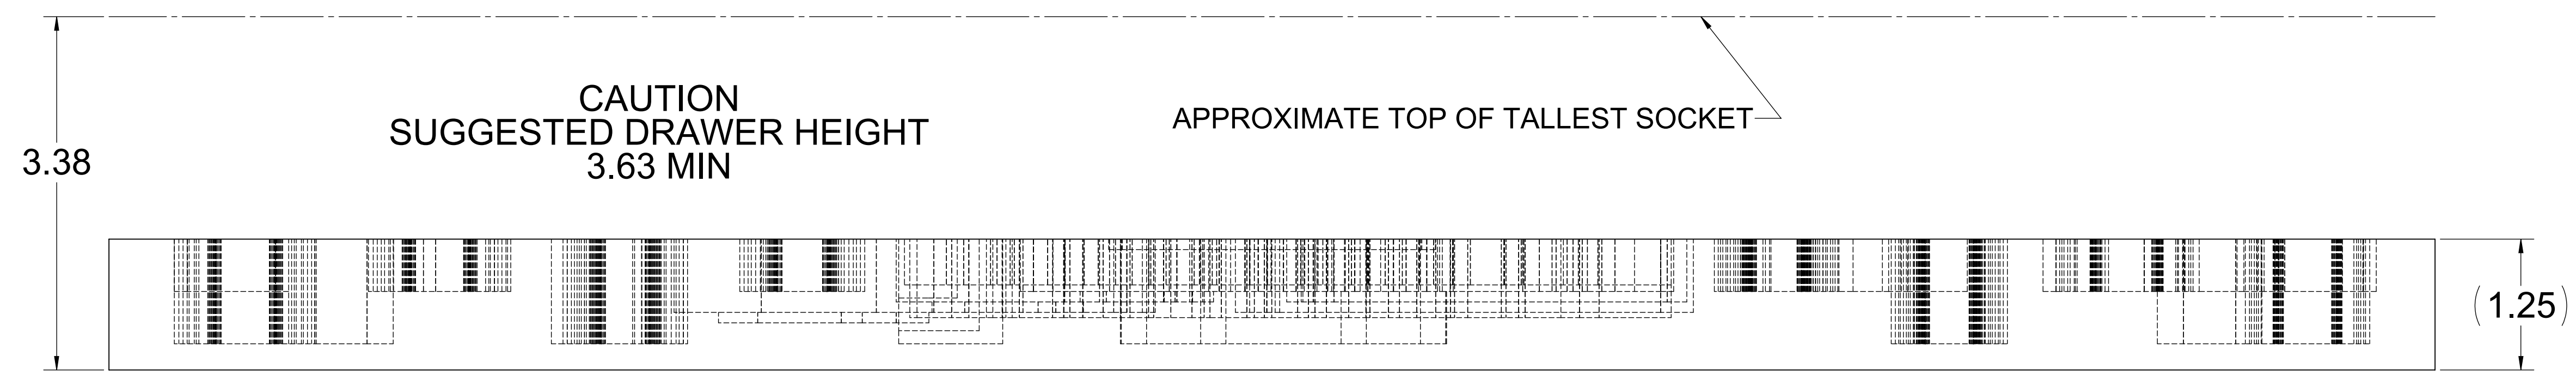 CAUTION
SUGGESTED DRAWER HEIGHT
3.63 MIN
APPROXIMATE TOP OF TALLEST SOCKET
3.38
(1.25)